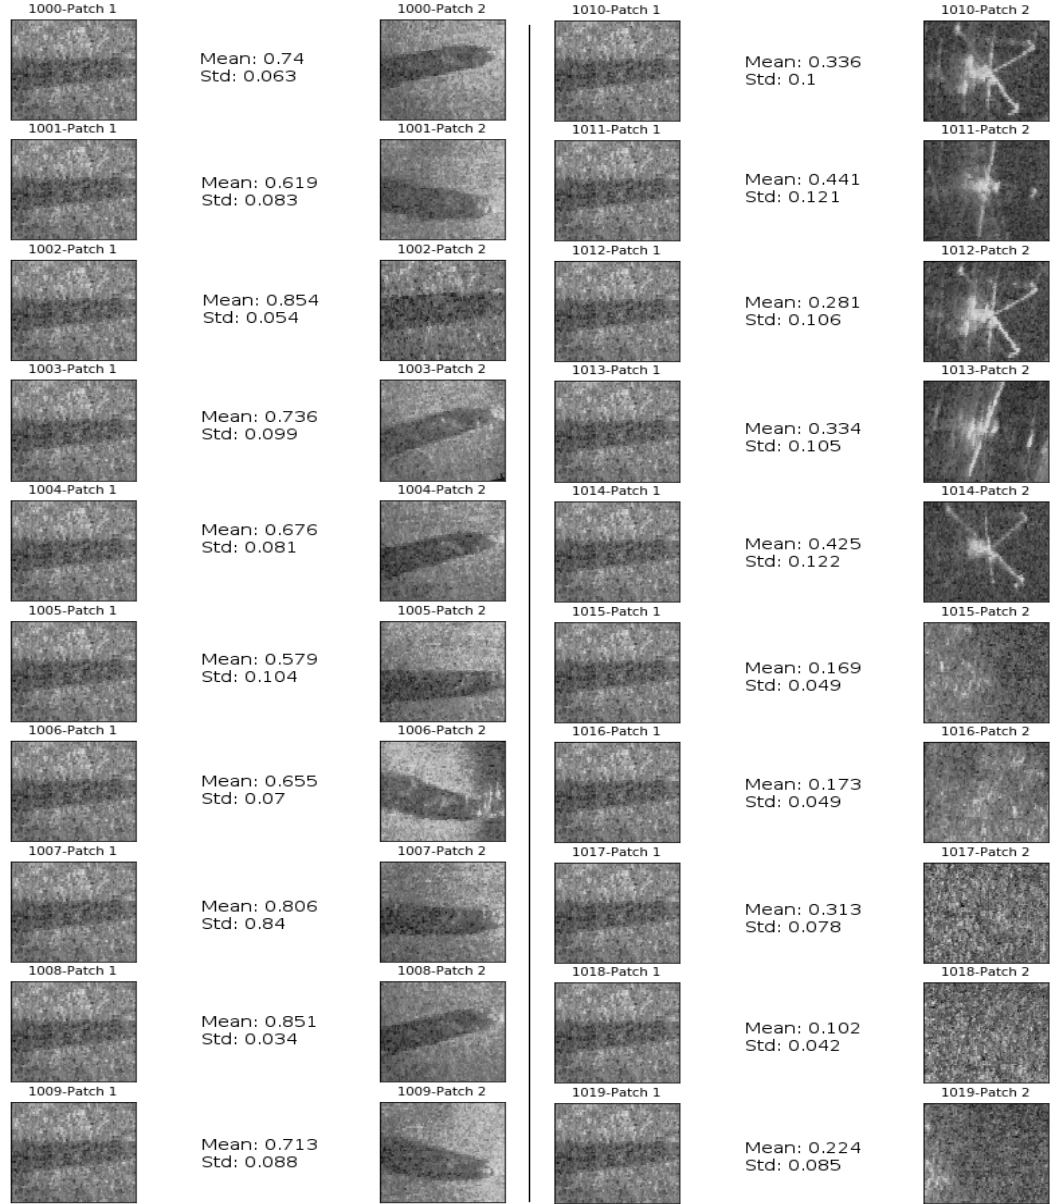 1000-Patch 1
1000-Patch 2
Mean: 0.74
Std: 0.063
1001-Patch 1
1001-Patch 2
Mean: 0.619
Std: 0.083
1002-Patch 1
1002-Patch 2
Mean: 0.854
Std: 0.054
1003-Patch 1
1003-Patch 2
Mean: 0.736
Std: 0.099
1004-Patch 1
1004-Patch 2
Mean: 0.676
Std: 0.081
1005-Patch 1
1005-Patch 2
Mean: 0.579
Std: 0.104
1006-Patch 1
1006-Patch 2
Mean: 0.655
Std: 0.07
1007-Patch 1
1007-Patch 2
Mean: 0.806
Std: 0.84
1008-Patch 1
1008-Patch 2
Mean: 0.851
Std: 0.034
1009-Patch 1
1009-Patch 2
Mean: 0.713
Std: 0.088
1010-Patch 1
1010-Patch 2
Mean: 0.336
Std: 0.1
1011-Patch 1
1011-Patch 2
Mean: 0.441
Std: 0.121
1012-Patch 1
1012-Patch 2
Mean: 0.281
Std: 0.106
1013-Patch 1
1013-Patch 2
Mean: 0.334
Std: 0.105
1014-Patch 1
1014-Patch 2
Mean: 0.425
Std: 0.122
1015-Patch 1
1015-Patch 2
Mean: 0.169
Std: 0.049
1016-Patch 1
1016-Patch 2
Mean: 0.173
Std: 0.049
1017-Patch 1
1017-Patch 2
Mean: 0.313
Std: 0.078
1018-Patch 1
1018-Patch 2
Mean: 0.102
Std: 0.042
1019-Patch 1
1019-Patch 2
Mean: 0.224
Std: 0.085